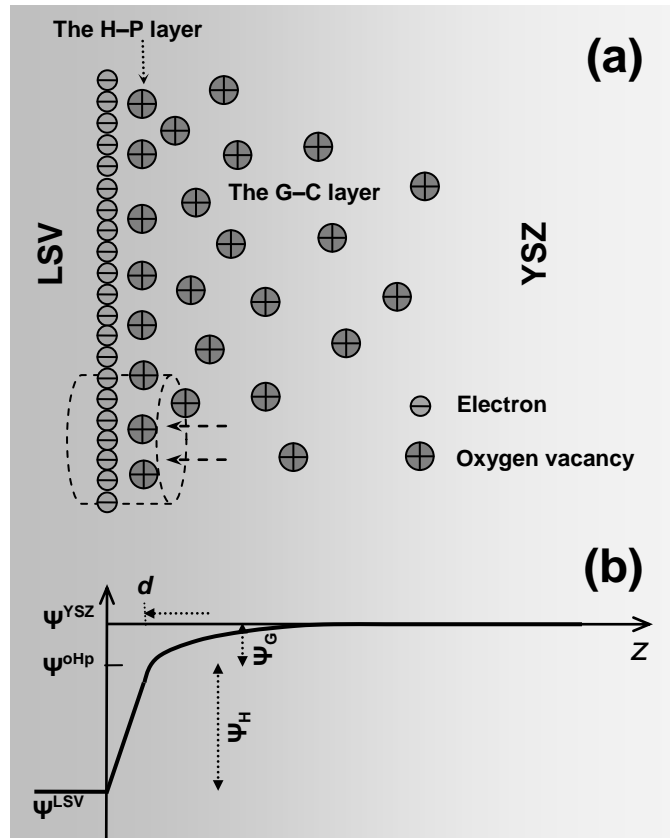 The H–P layer
(a)
The G–C layer
LSV
YSZ
Electron
Oxygen vacancy
(b)
d
Ψ^YSZ
Ψ^oHp
Ψ_G
z
Ψ_H
Ψ^LSV